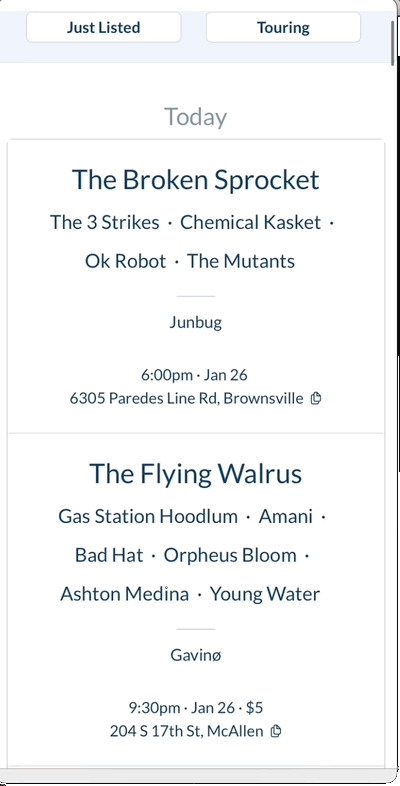 Just Listed Touring
Today
The Broken Sprocket
The 3 Strikes · Chemical Kasket ·
Ok Robot · The Mutants
Junbug
6:00pm · Jan 26
6305 Paredes Line Rd, Brownsville
The Flying Walrus
Gas Station Hoodlum · Amani ·
Bad Hat · Orpheus Bloom ·
Ashton Medina · Young Water
Gavinø
9:30pm · Jan 26 · $5
204 S 17th St, McAllen